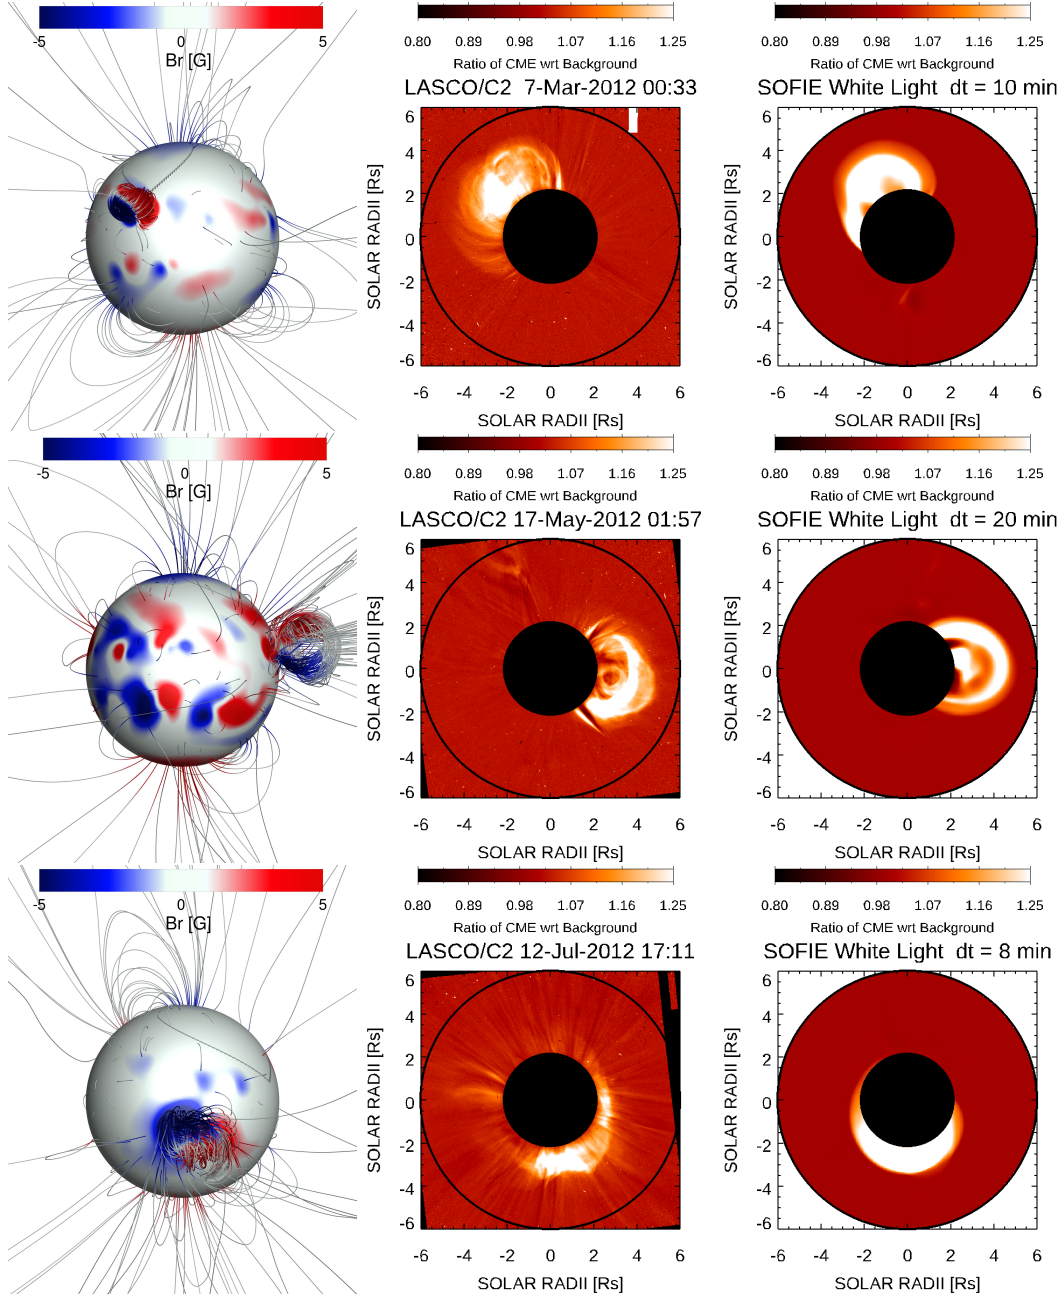 -5 0 5
Br [G]
0.80 0.89 0.98 1.07 1.16 1.25
Ratio of CME wrt Background
LASCO/C2 7-Mar-2012 00:33
6
4
2
0
-2
-4
-6
SOLAR RADII [Rs]
-6 -4 -2 0 2 4 6
SOLAR RADII [Rs]
0.80 0.89 0.98 1.07 1.16 1.25
Ratio of CME wrt Background
SOFIE White Light dt = 10 min
6
4
2
0
-2
-4
-6
SOLAR RADII [Rs]
-6 -4 -2 0 2 4 6
SOLAR RADII [Rs]
-5 0 5
Br [G]
0.80 0.89 0.98 1.07 1.16 1.25
Ratio of CME wrt Background
LASCO/C2 17-May-2012 01:57
6
4
2
0
-2
-4
-6
SOLAR RADII [Rs]
-6 -4 -2 0 2 4 6
SOLAR RADII [Rs]
0.80 0.89 0.98 1.07 1.16 1.25
Ratio of CME wrt Background
SOFIE White Light dt = 20 min
6
4
2
0
-2
-4
-6
SOLAR RADII [Rs]
-6 -4 -2 0 2 4 6
SOLAR RADII [Rs]
-5 0 5
Br [G]
0.80 0.89 0.98 1.07 1.16 1.25
Ratio of CME wrt Background
LASCO/C2 12-Jul-2012 17:11
6
4
2
0
-2
-4
-6
SOLAR RADII [Rs]
-6 -4 -2 0 2 4 6
SOLAR RADII [Rs]
0.80 0.89 0.98 1.07 1.16 1.25
Ratio of CME wrt Background
SOFIE White Light dt = 8 min
6
4
2
0
-2
-4
-6
SOLAR RADII [Rs]
-6 -4 -2 0 2 4 6
SOLAR RADII [Rs]